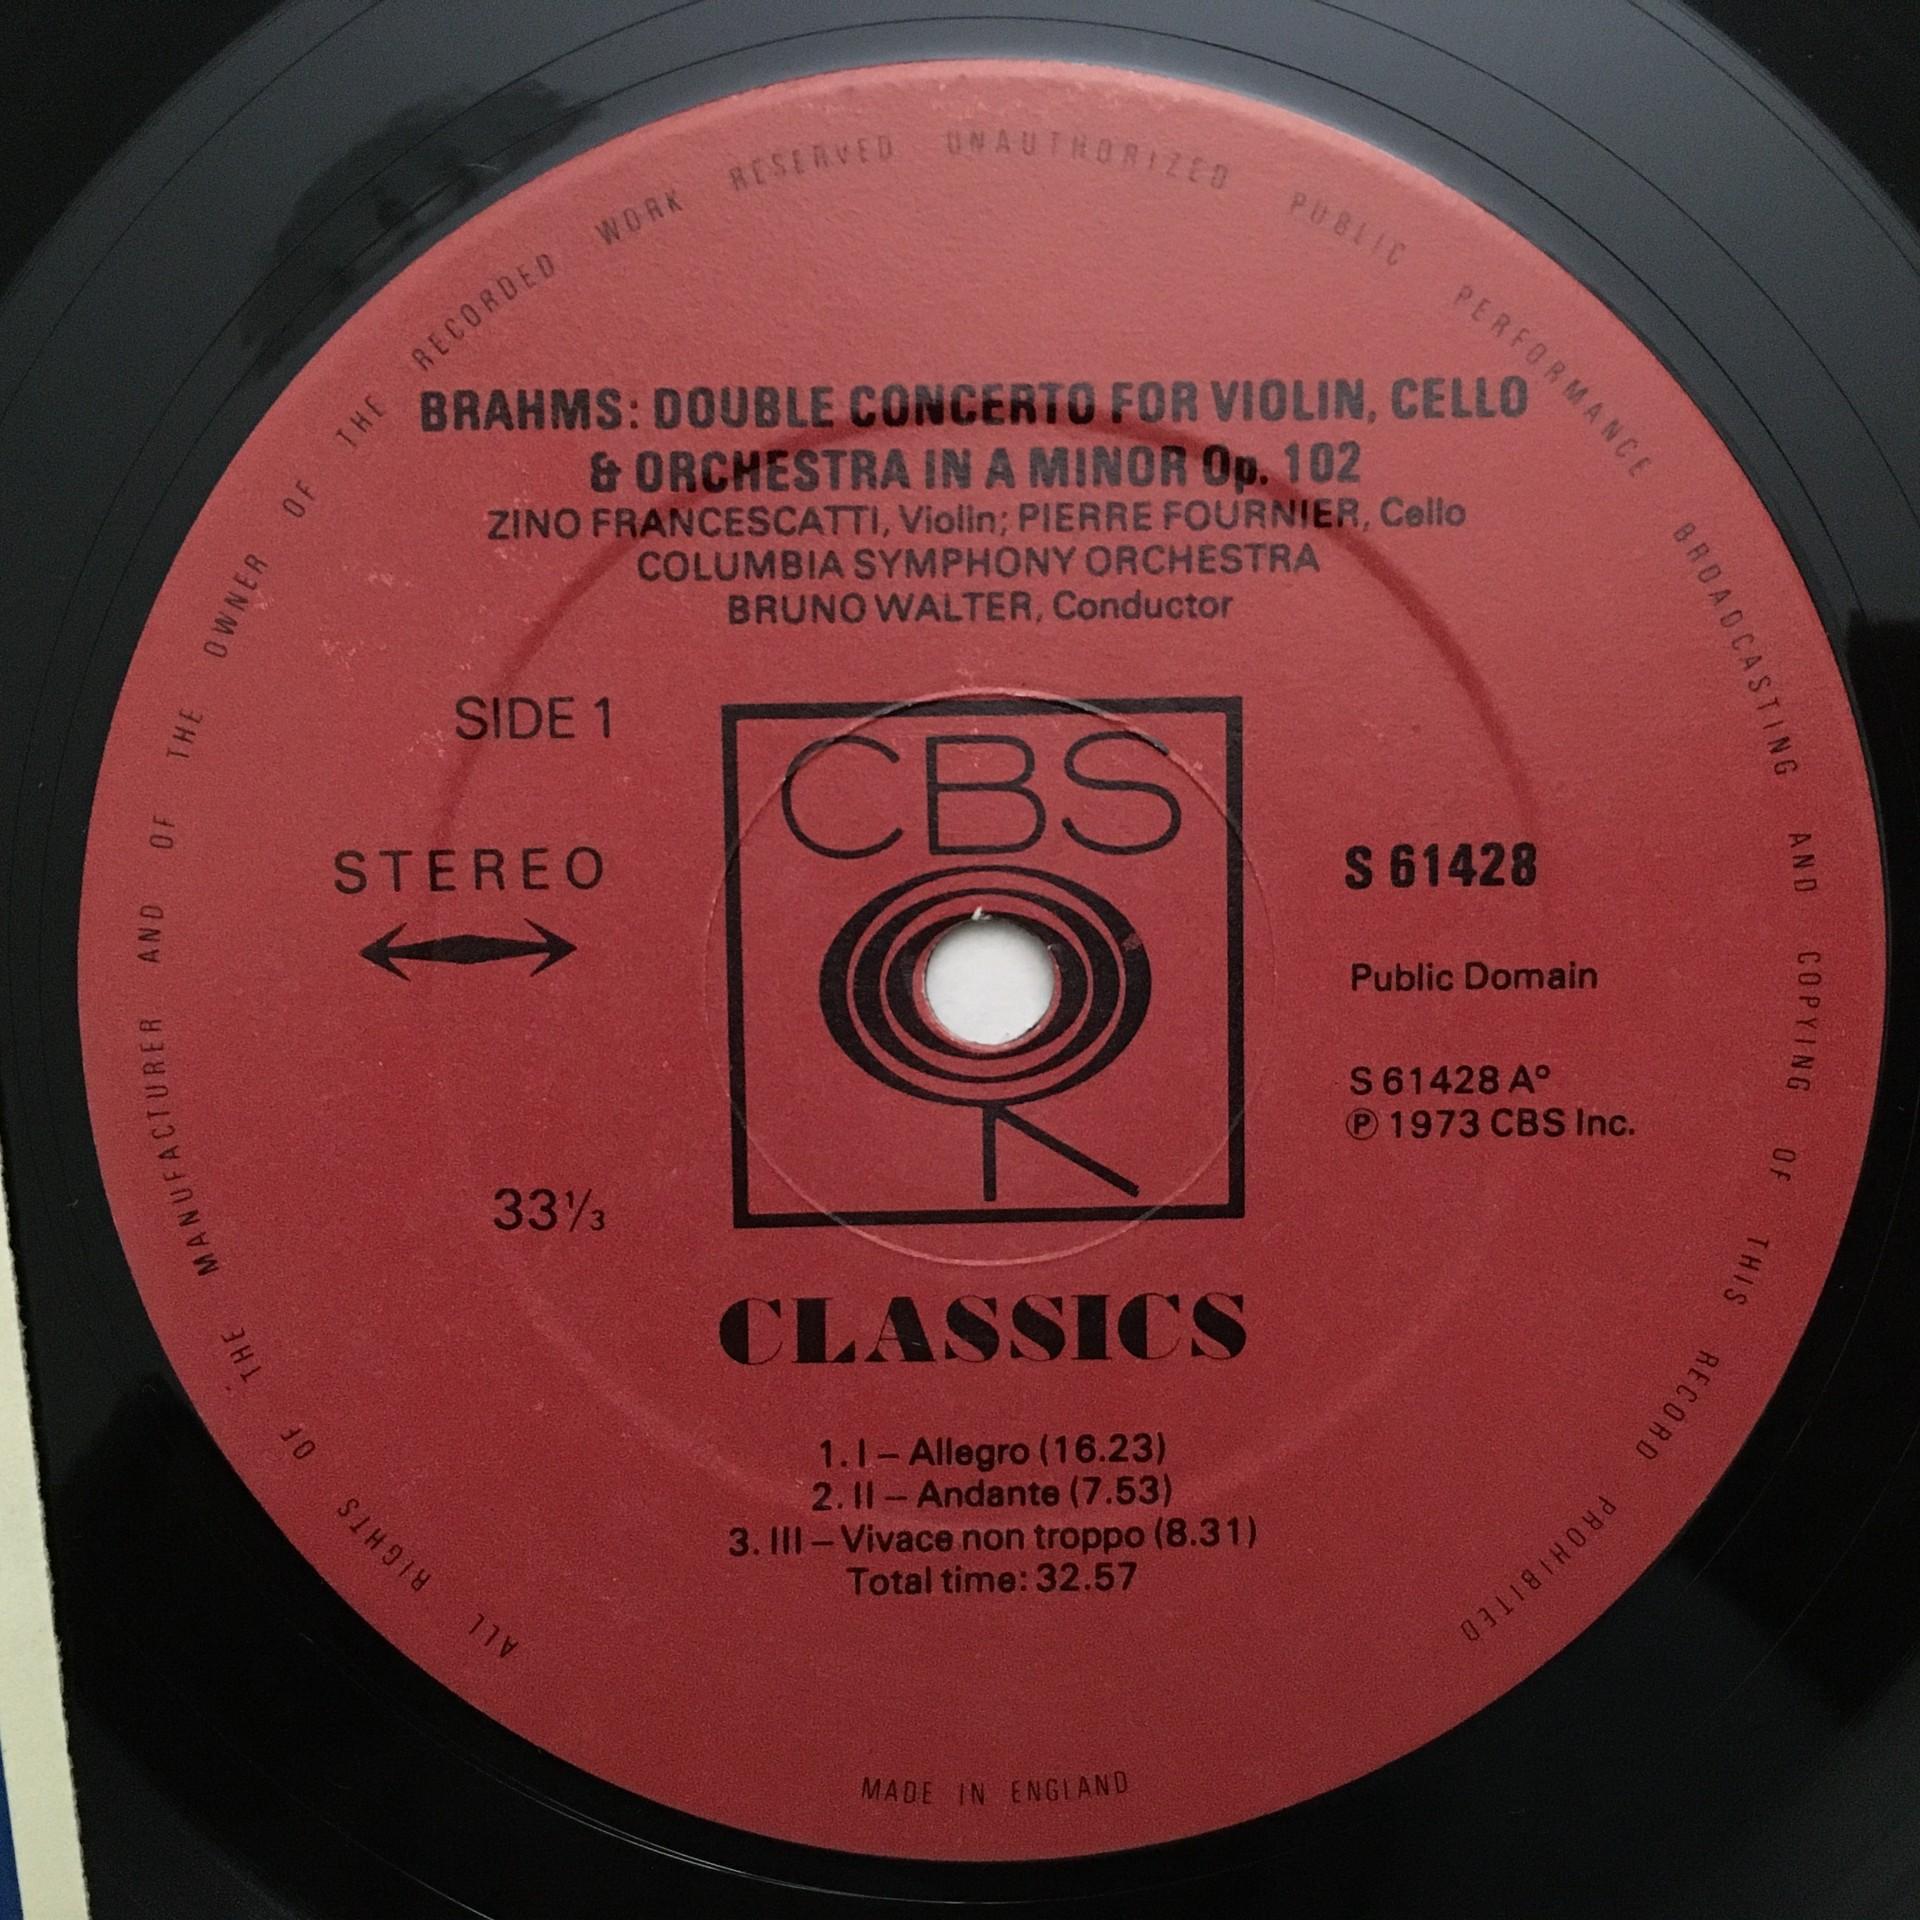 ALL RIGHTS OF THE MANUFACTURER AND OF THE OWNER OF THE RECORDED WORK RESERVED UNAUTHORIZED PUBLIC PERFORMANCE BROADCASTING AND COPYING OF THIS RECORD PROHIBITED
BRAHMS: DOUBLE CONCERTO FOR VIOLIN, CELLO
& ORCHESTRA IN A MINOR Op. 102
ZINO FRANCESCATTI, Violin; PIERRE FOURNIER, Cello
COLUMBIA SYMPHONY ORCHESTRA
BRUNO WALTER, Conductor
SIDE 1
STEREO
33⅓
CBS
CLASSICS
S 61428
Public Domain
S 61428 Aº
℗ 1973 CBS Inc.
1. I – Allegro (16.23)
2. II – Andante (7.53)
3. III – Vivace non troppo (8.31)
Total time: 32.57
MADE IN ENGLAND